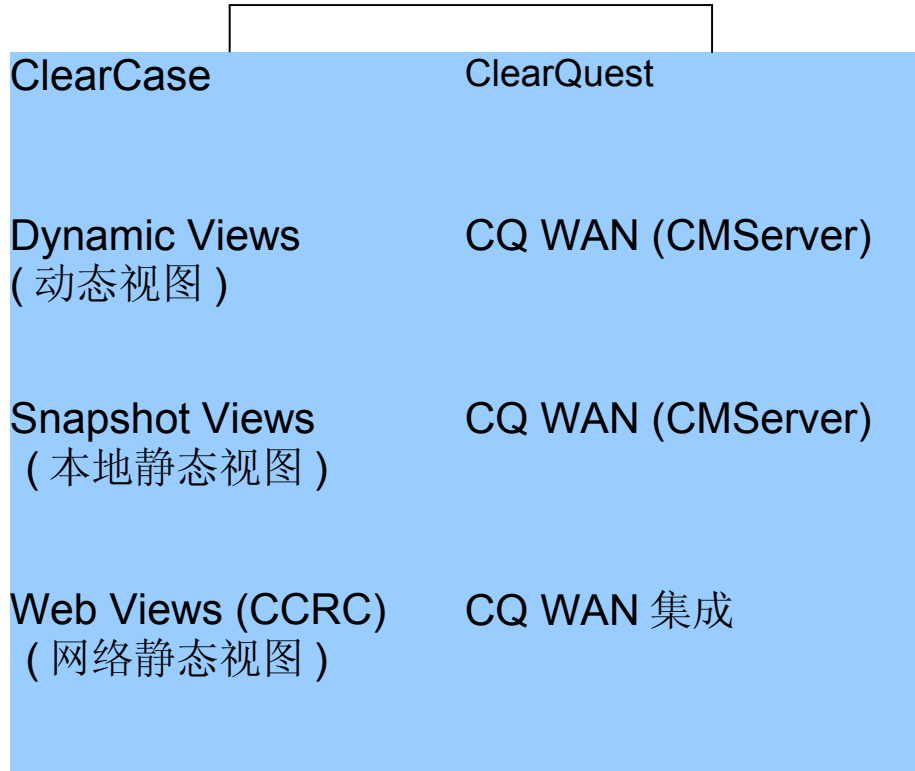 ClearCase
ClearQuest
Dynamic Views
( 动态视图 )
CQ WAN (CMServer)
Snapshot Views
( 本地静态视图 )
CQ WAN (CMServer)
Web Views (CCRC)
( 网络静态视图 )
CQ WAN 集成